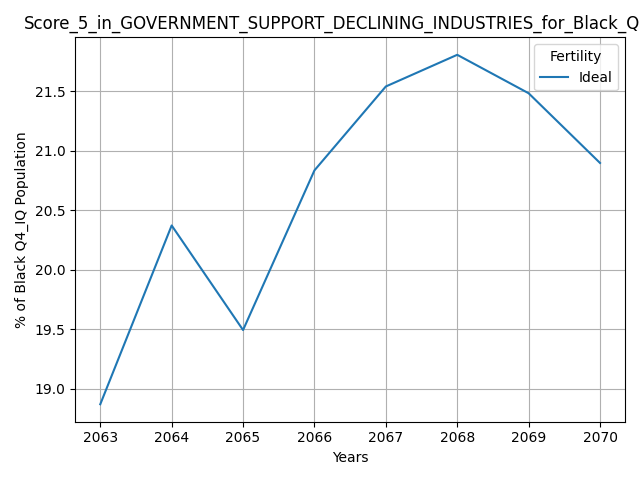 Score_5_in_GOVERNMENT_SUPPORT_DECLINING_INDUSTRIES_for_Black_Q
Fertility
Ideal
21.5
21.0
20.5
20.0
19.5
19.0
% of Black Q4_IQ Population
2063 2064 2065 2066 2067 2068 2069 2070
Years